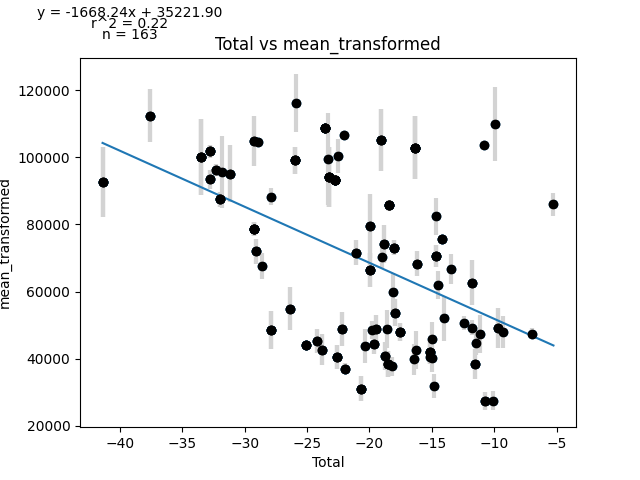 y = -1668.24x + 35221.90
r^2 = 0.22
n = 163
Total vs mean_transformed
120000
100000
80000
60000
40000
20000
mean_transformed
−40 −35 −30 −25 −20 −15 −10 −5
Total